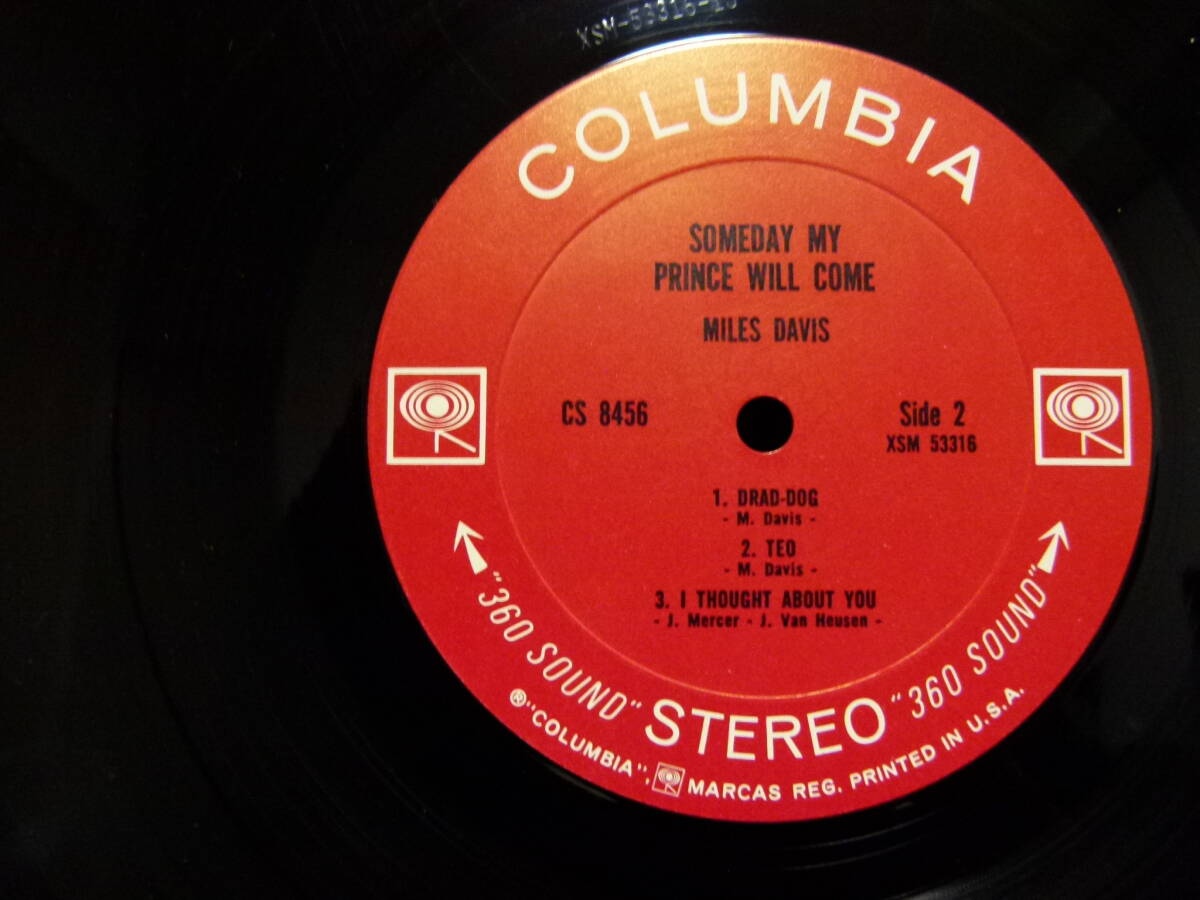 XSM-53316-
COLUMBIA
SOMEDAY MY
PRINCE WILL COME
MILES DAVIS
CS 8456
Side 2
XSM 53316
1. DRAD-DOG
- M. Davis -
2. TEO
- M. Davis -
3. I THOUGHT ABOUT YOU
- J. Mercer - J. Van Heusen -
"360 SOUND" STEREO "360 SOUND"
® "COLUMBIA", MARCAS REG. PRINTED IN U.S.A.